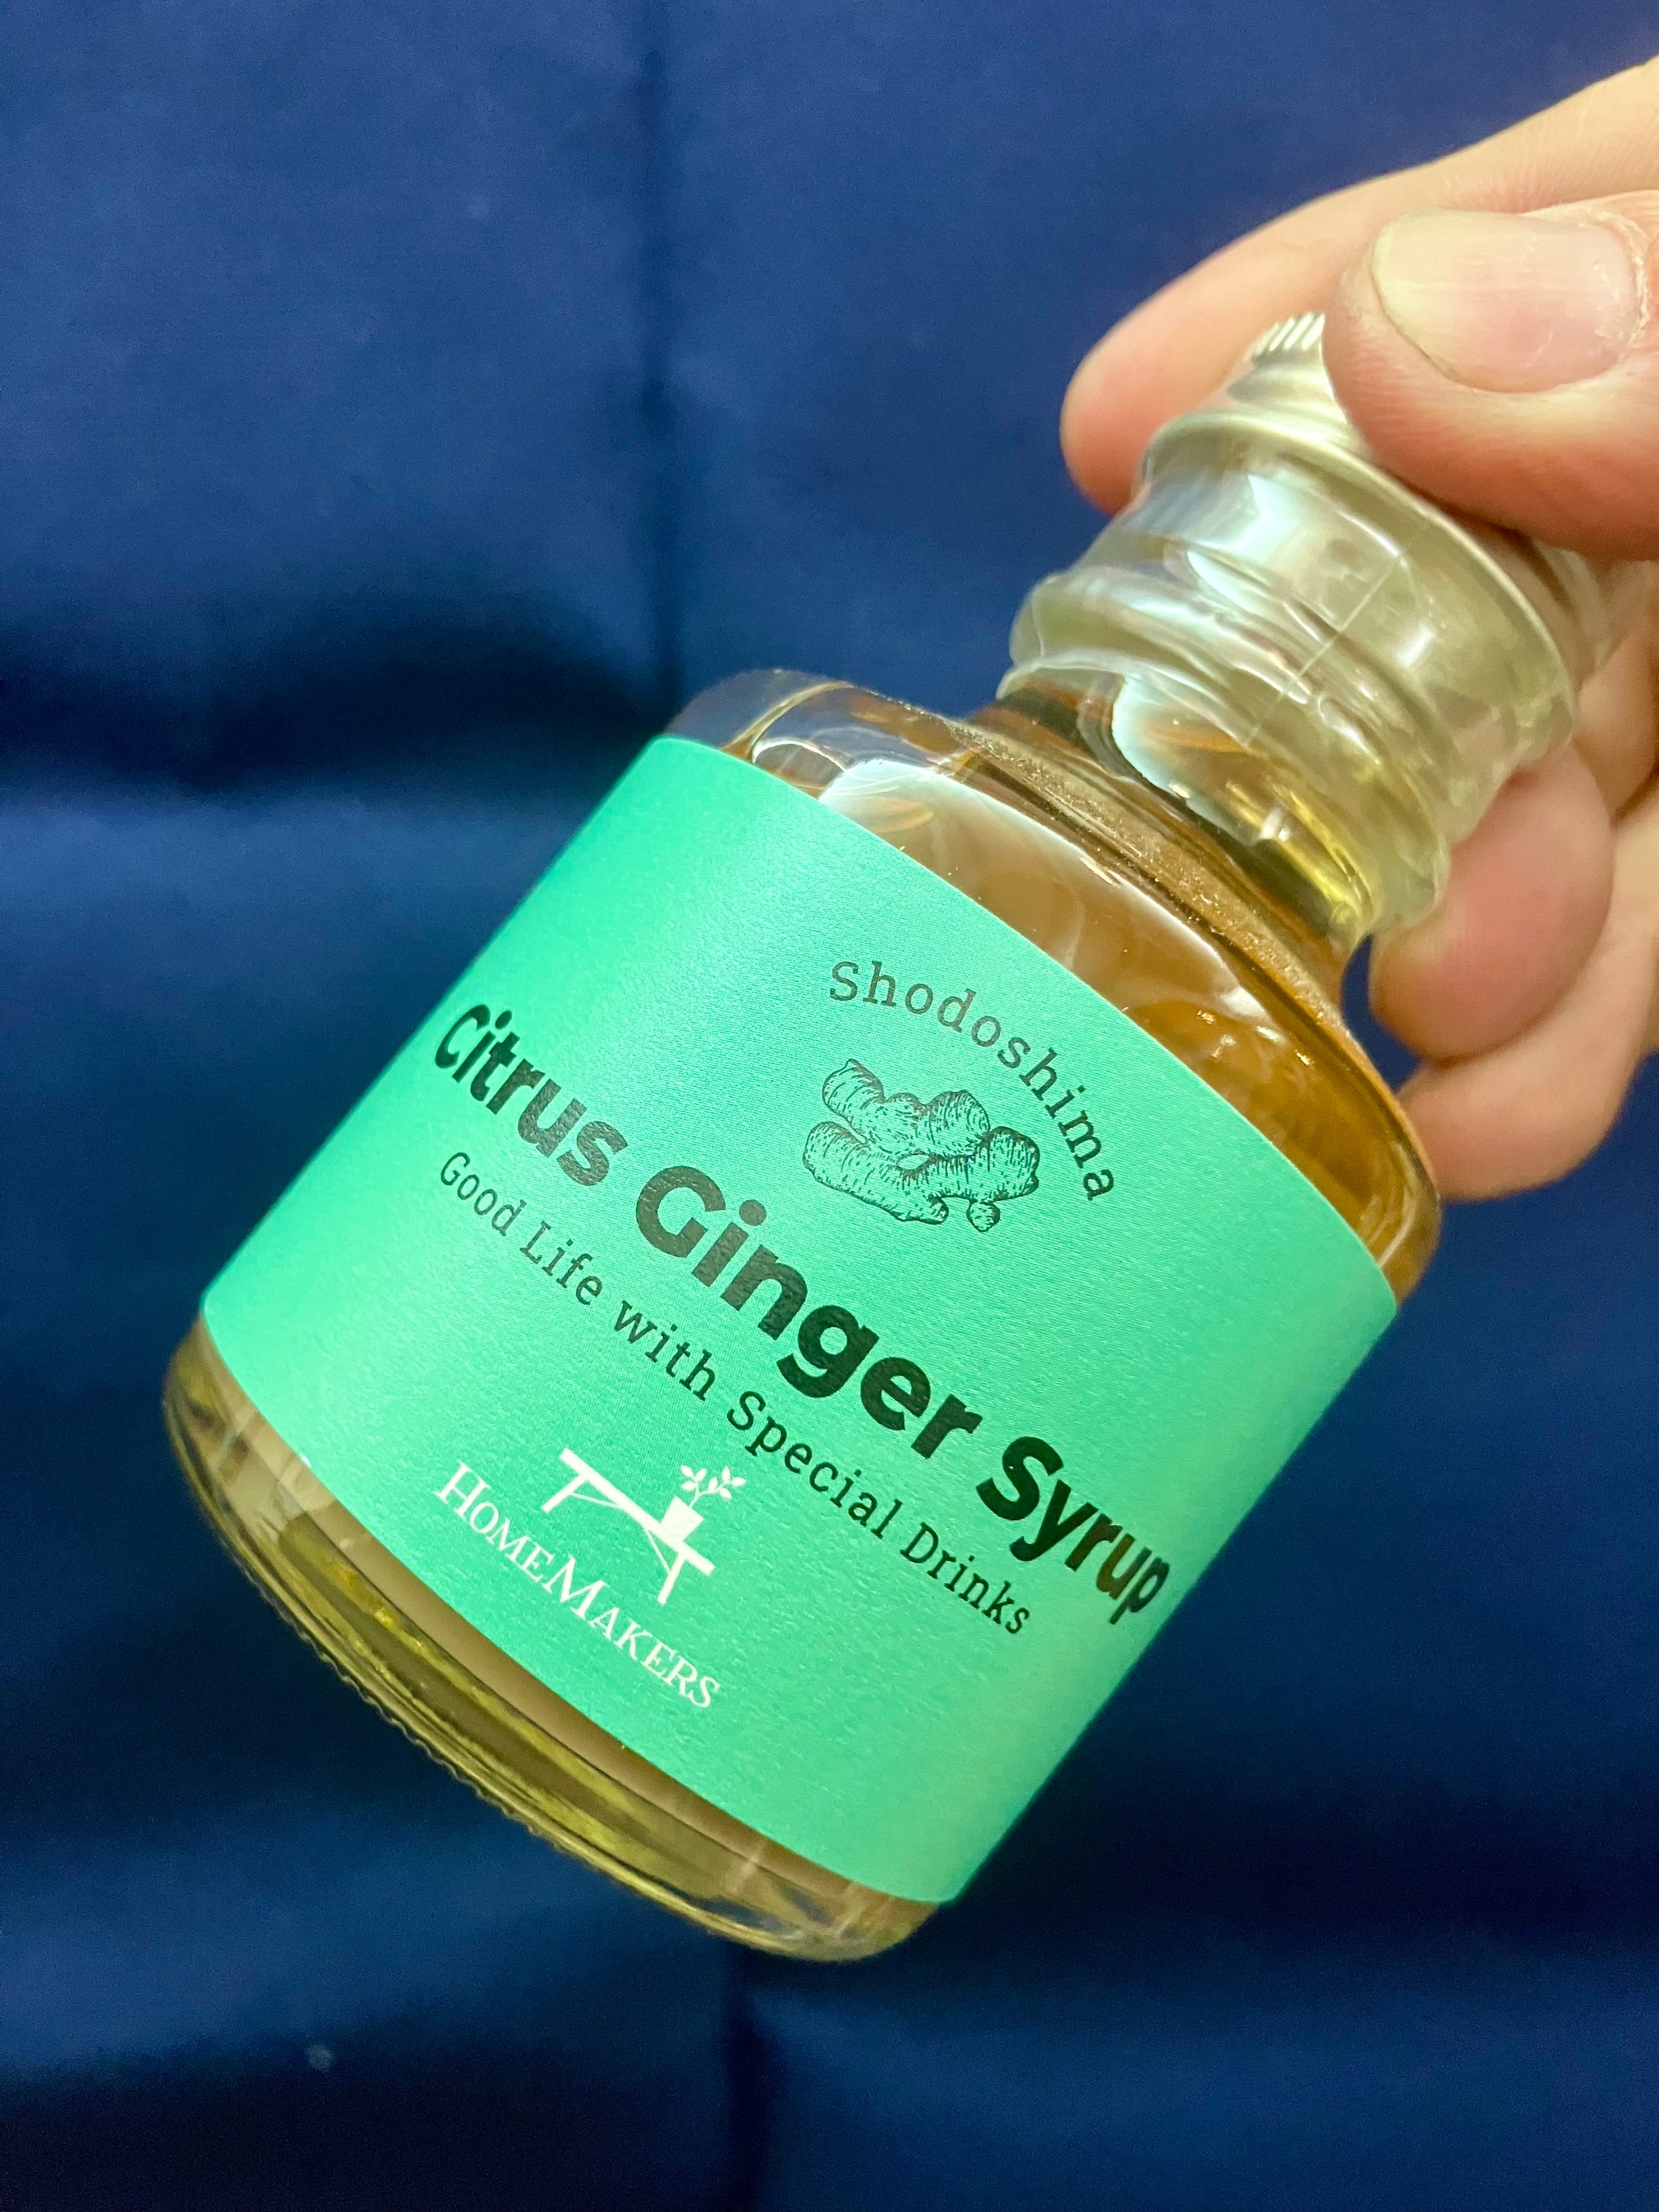 Shodoshima
Citrus Ginger Syrup
Good Life with Special Drinks
HOMEMAKERS